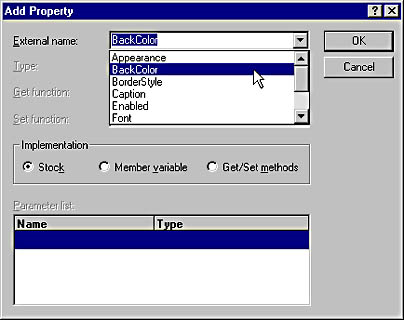 Add Property
External name:
BackColor
OK
Appearance
BackColor
BorderStyle
Caption
Enabled
Font
Type:
Cancel
Get function:
Set function:
Implementation
Stock
Member variable
Get/Set methods
Parameter list:
Name Type